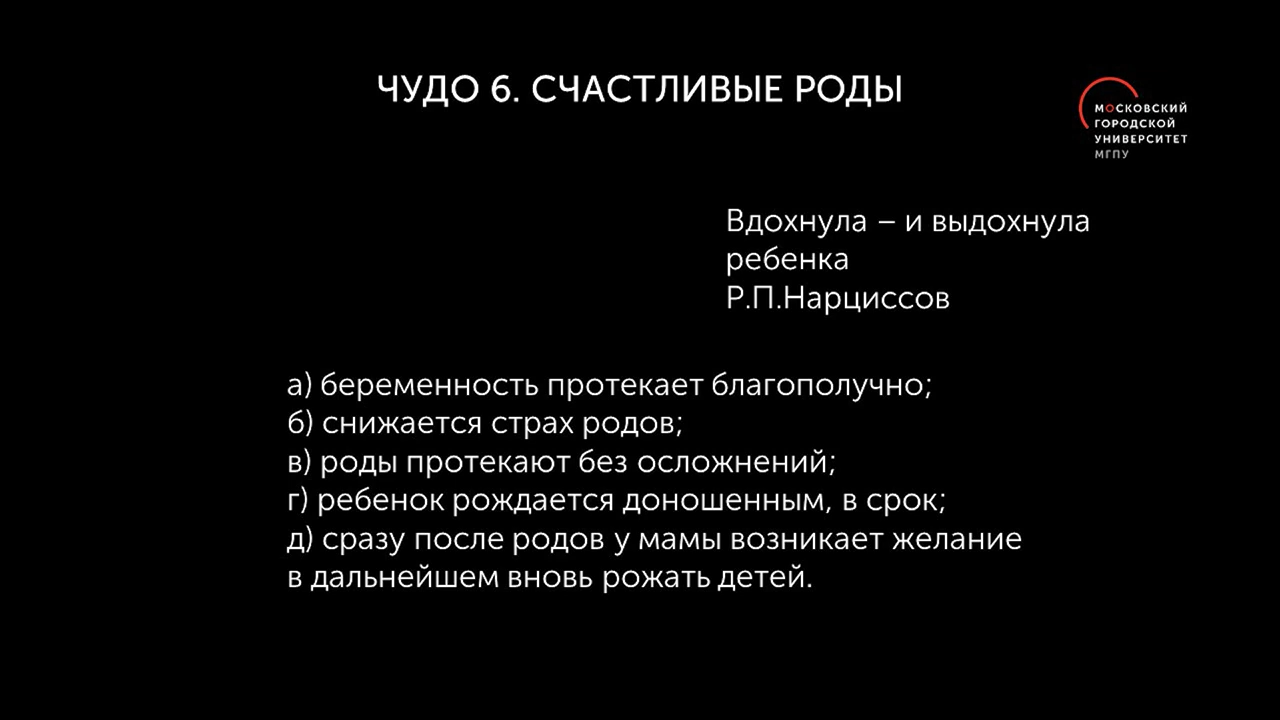 ЧУДО 6. СЧАСТЛИВЫЕ РОДЫ
МОСКОВСКИЙ
ГОРОДСКОЙ
УНИВЕРСИТЕТ
МГПУ
Вдохнула – и выдохнула
ребенка
Р.П.Нарциссов
а) беременность протекает благополучно;
б) снижается страх родов;
в) роды протекают без осложнений;
г) ребенок рождается доношенным, в срок;
д) сразу после родов у мамы возникает желание
в дальнейшем вновь рожать детей.